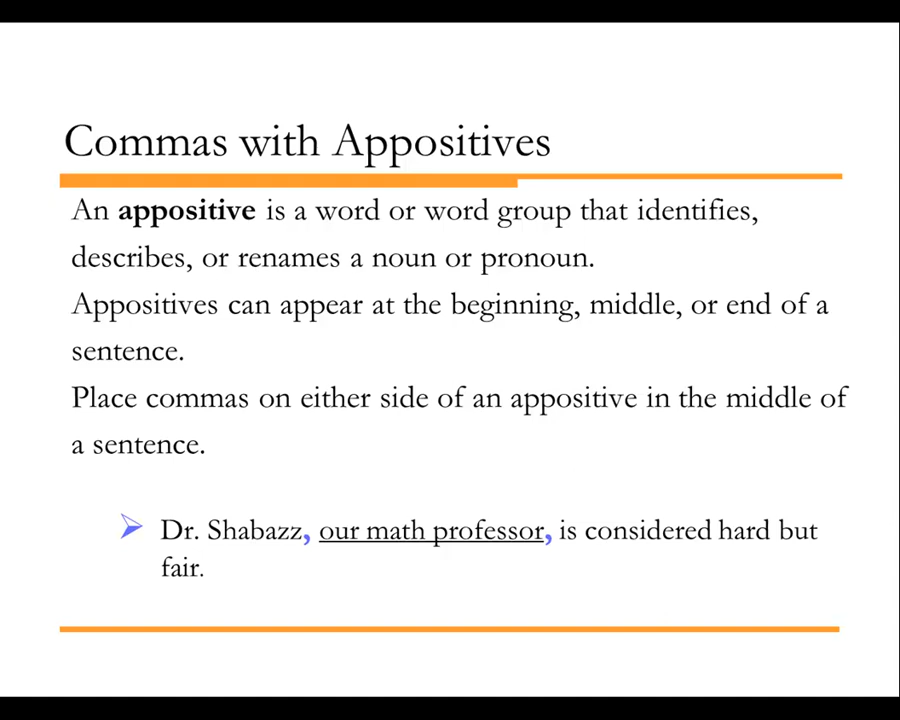 Commas with Appositives
An appositive is a word or word group that identifies,
describes, or renames a noun or pronoun.
Appositives can appear at the beginning, middle, or end of a
sentence.
Place commas on either side of an appositive in the middle of
a sentence.
Dr. Shabazz, our math professor, is considered hard but
fair.